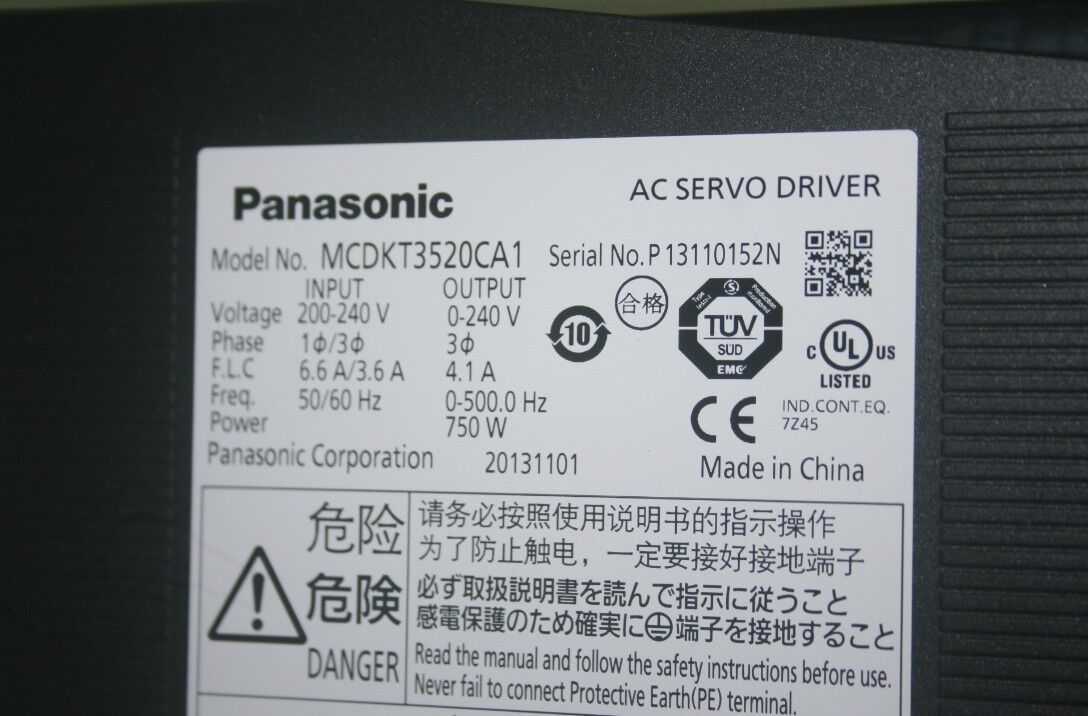 Panasonic
AC SERVO DRIVER
Model No. MCDKT3520CA1
Serial No. P 13110152N
INPUT OUTPUT
Voltage 200-240 V 0-240 V
Phase 1ϕ/3ϕ 3ϕ
F.L.C 6.6 A/3.6 A 4.1 A
Freq. 50/60 Hz 0-500.0 Hz
Power 750 W
Panasonic Corporation 20131101
10
合格
Type tested
S
Production monitored
TÜV
SÜD
EMC
C UL US
LISTED
CE
IND.CONT.EQ.
7Z45
Made in China
危险
危険
DANGER
请务必按照使用说明书的指示操作
为了防止触电，一定要接好接地端子
必ず取扱説明書を読んで指示に従うこと
感電保護のため確実に⏚端子を接地すること
Read the manual and follow the safety instructions before use.
Never fail to connect Protective Earth(PE) terminal.